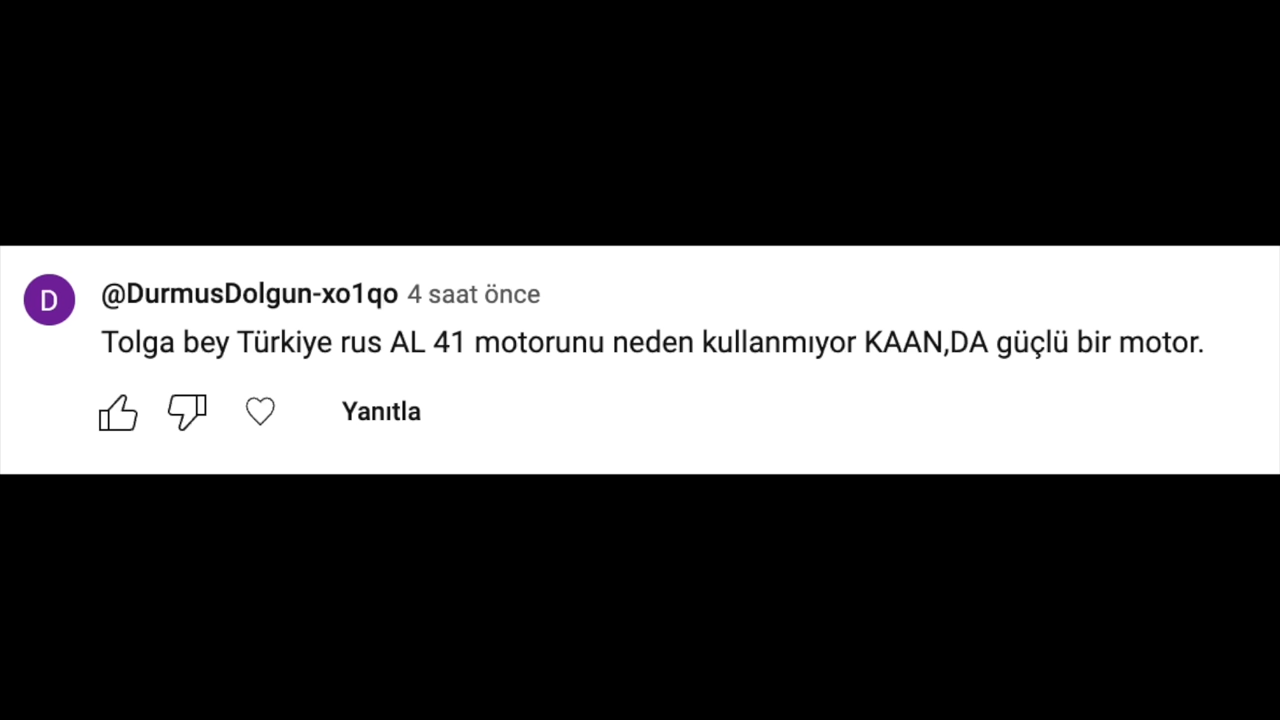 D
@DurmusDolgun-xo1qo 4 saat önce
Tolga bey Türkiye rus AL 41 motorunu neden kullanmıyor KAAN,DA güçlü bir motor.
Yanıtla